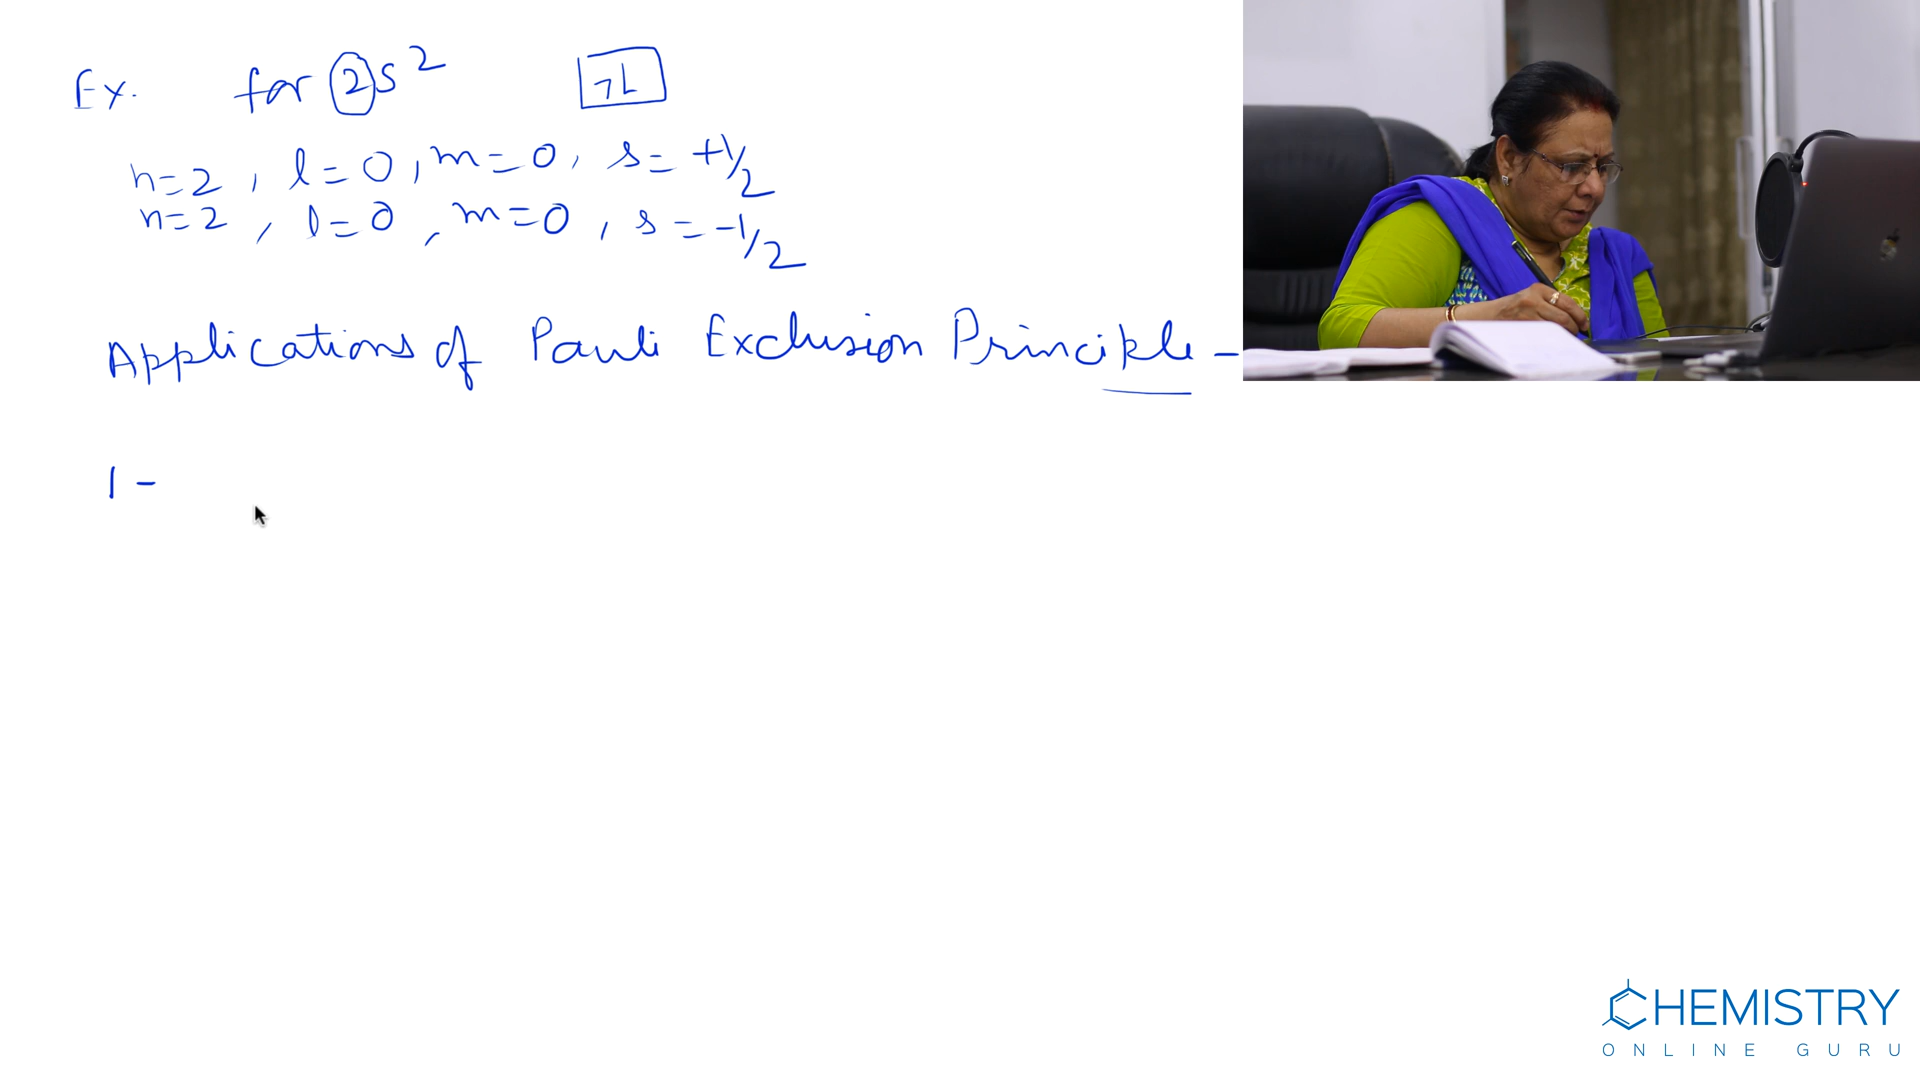 Ex. for 2s²
n=2, l=0, m=0, s=+1/2
n=2, l=0, m=0, s=-1/2
Applications of Pauli Exclusion Principle -
1-
CHEMISTRY
ONLINE GURU